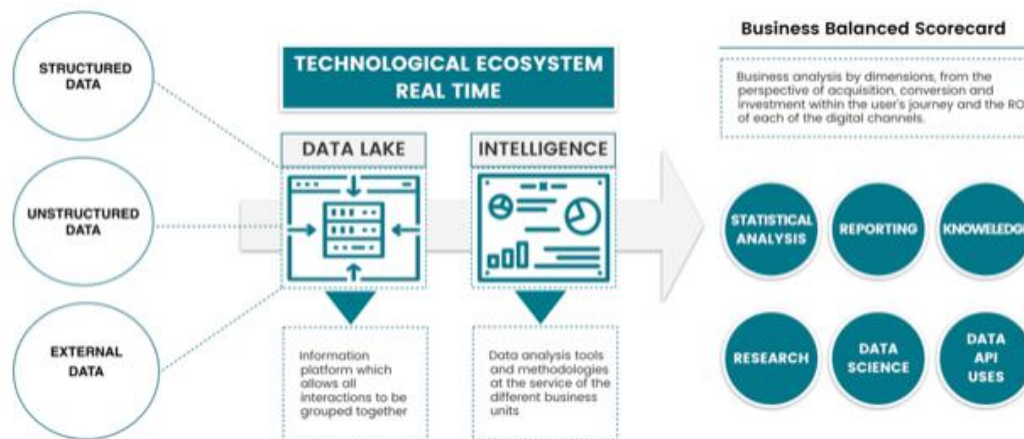 STRUCTURED
DATA
UNSTRUCTURED
DATA
EXTERNAL
DATA
TECHNOLOGICAL ECOSYSTEM
REAL TIME
DATA LAKE
INTELLIGENCE
Information
platform which
allows all
interactions to be
grouped together
Data analysis tools
and methodologies
at the service of the
different business
units
Business Balanced Scorecard
Business analysis by dimensions, from the
perspective of acquisition, conversion and
investment within the user's journey and the RO
of each of the digital channels.
STATISTICAL
ANALYSIS
REPORTING
KNOWELEDG
RESEARCH
DATA
SCIENCE
DATA
API
USES